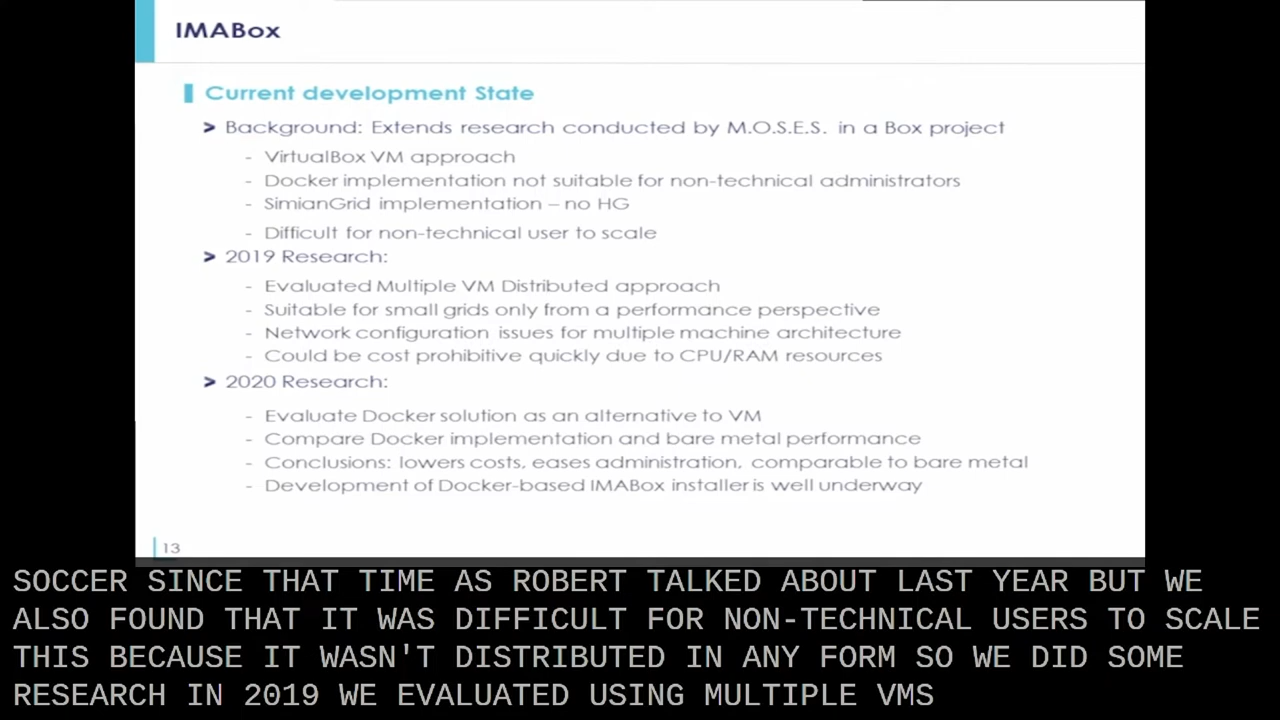 IMABox
Current development State
> Background: Extends research conducted by M.O.S.E.S. in a Box project
- VirtualBox VM approach
- Docker implementation not suitable for non-technical administrators
- SimianGrid implementation – no HG
- Difficult for non-technical user to scale
> 2019 Research:
- Evaluated Multiple VM Distributed approach
- Suitable for small grids only from a performance perspective
- Network configuration issues for multiple machine architecture
- Could be cost prohibitive quickly due to CPU/RAM resources
> 2020 Research:
- Evaluate Docker solution as an alternative to VM
- Compare Docker implementation and bare metal performance
- Conclusions: lowers costs, eases administration, comparable to bare metal
- Development of Docker-based IMABox installer is well underway
13
SOCCER SINCE THAT TIME AS ROBERT TALKED ABOUT LAST YEAR BUT WE
ALSO FOUND THAT IT WAS DIFFICULT FOR NON-TECHNICAL USERS TO SCALE
THIS BECAUSE IT WASN'T DISTRIBUTED IN ANY FORM SO WE DID SOME
RESEARCH IN 2019 WE EVALUATED USING MULTIPLE VMS